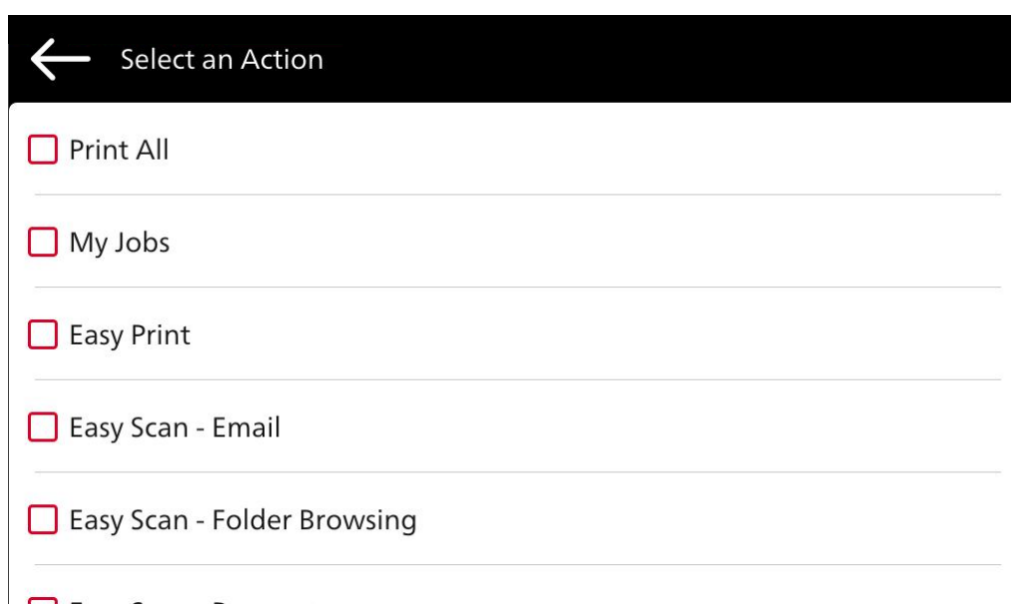 Select an Action
Print All
My Jobs
Easy Print
Easy Scan - Email
Easy Scan - Folder Browsing